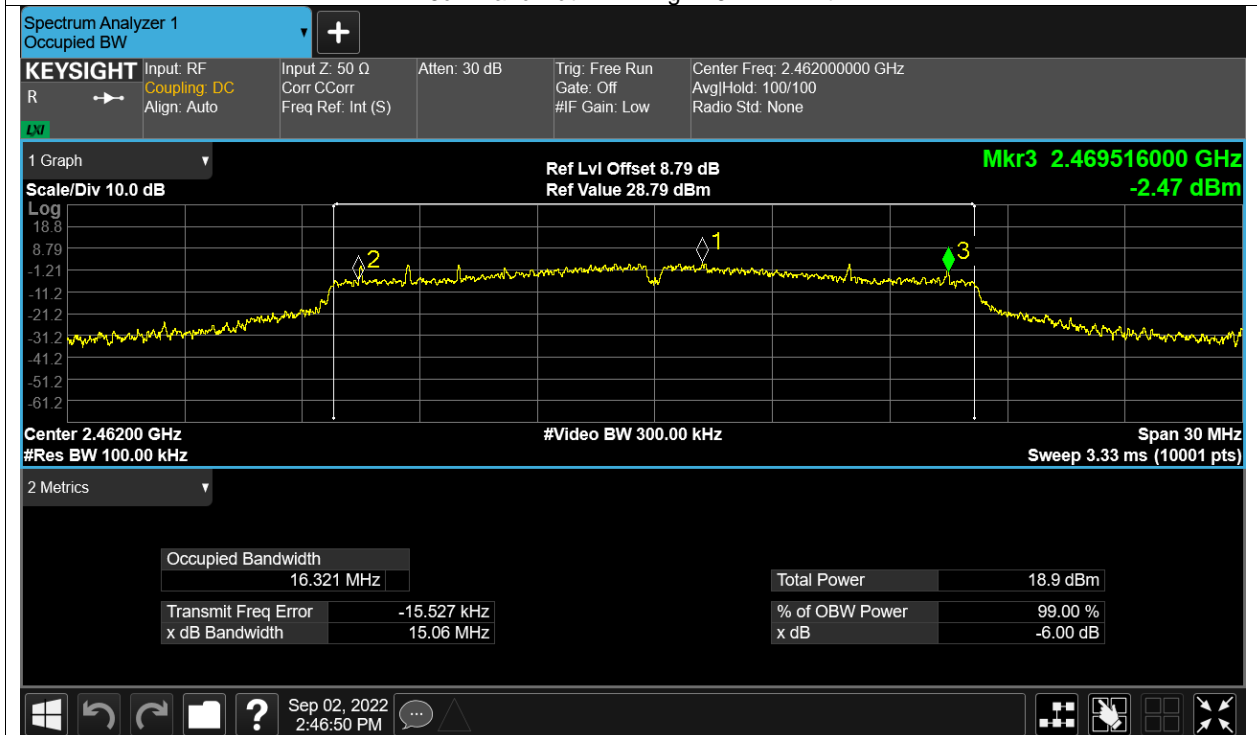 Spectrum Analyzer 1
Occupied BW
KEYSIGHT
R
LXI
Input: RF
Coupling: DC
Align: Auto
Input Z: 50 Ω
Corr CCorr
Freq Ref: Int (S)
Atten: 30 dB
Trig: Free Run
Gate: Off
#IF Gain: Low
Center Freq: 2.462000000 GHz
Avg|Hold: 100/100
Radio Std: None
1 Graph
Scale/Div 10.0 dB
Ref Lvl Offset 8.79 dB
Ref Value 28.79 dBm
Mkr3 2.469516000 GHz
-2.47 dBm
Log
18.8
8.79
-1.21
-11.2
-21.2
-31.2
-41.2
-51.2
-61.2
2
1
3
Center 2.46200 GHz
#Res BW 100.00 kHz
#Video BW 300.00 kHz
Span 30 MHz
Sweep 3.33 ms (10001 pts)
2 Metrics
Occupied Bandwidth
16.321 MHz
Transmit Freq Error -15.527 kHz
x dB Bandwidth 15.06 MHz
Total Power 18.9 dBm
% of OBW Power 99.00 %
x dB -6.00 dB
?
Sep 02, 2022
2:46:50 PM